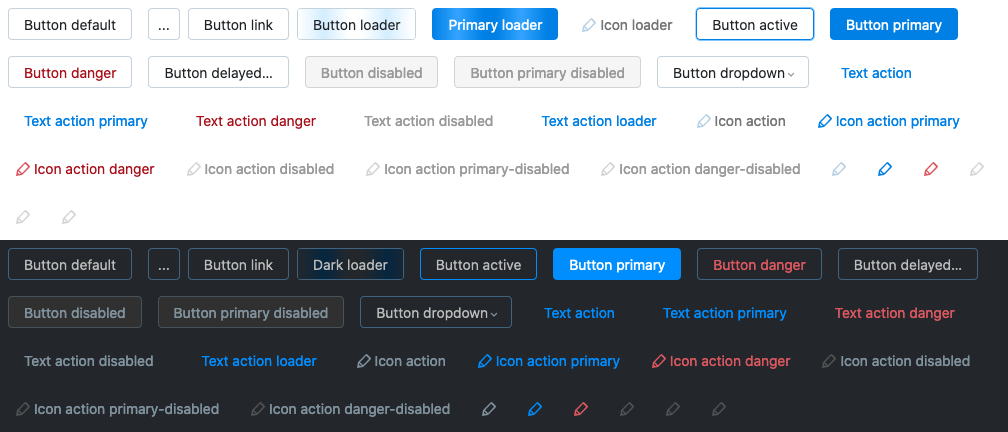 Button default ... Button link Button loader Primary loader Icon loader Button active Button primary
Button danger Button delayed... Button disabled Button primary disabled Button dropdown Text action
Text action primary Text action danger Text action disabled Text action loader Icon action Icon action primary
Icon action danger Icon action disabled Icon action primary-disabled Icon action danger-disabled
Button default ... Button link Dark loader Button active Button primary Button danger Button delayed...
Button disabled Button primary disabled Button dropdown Text action Text action primary Text action danger
Text action disabled Text action loader Icon action Icon action primary Icon action danger Icon action disabled
Icon action primary-disabled Icon action danger-disabled